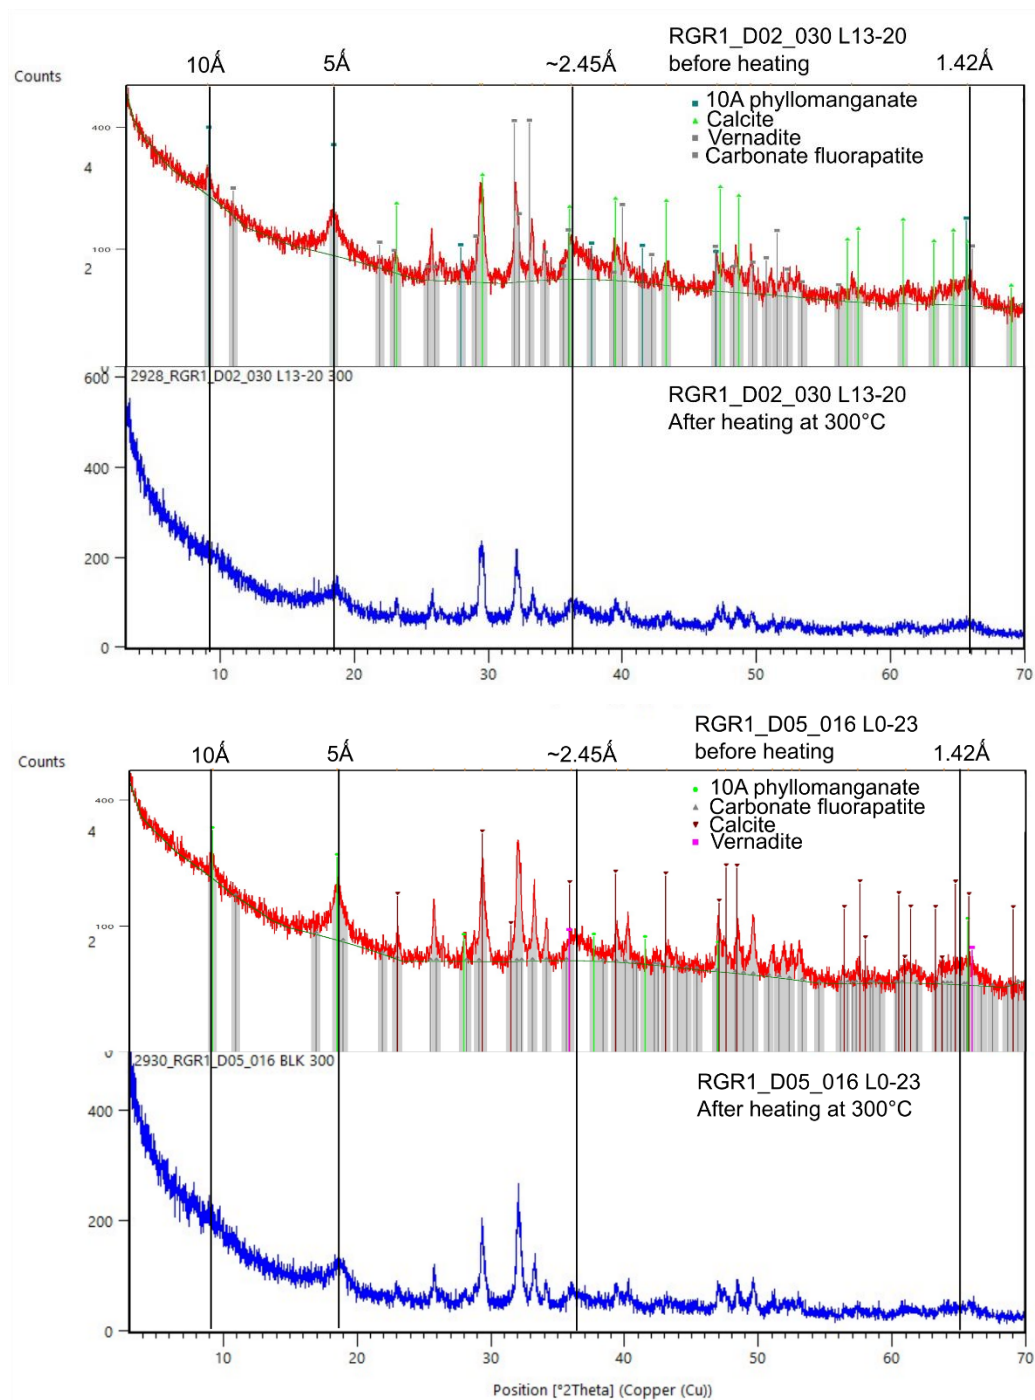 RGR1_D02_030 L13-20
before heating
10Å
5Å
~2.45Å
1.42Å
Counts
10A phyllomanganate
Calcite
Vernadite
Carbonate fluorapatite
400
4
100
2
0
2928_RGR1_D02_030 L13-20 300
600
RGR1_D02_030 L13-20
After heating at 300°C
400
200
0
10 20 30 40 50 60 70
RGR1_D05_016 L0-23
before heating
10Å
5Å
~2.45Å
1.42Å
Counts
10A phyllomanganate
Carbonate fluorapatite
Calcite
Vernadite
400
4
100
2
0
2930_RGR1_D05_016 BLK 300
RGR1_D05_016 L0-23
After heating at 300°C
400
200
0
10 20 30 40 50 60 70
Position [°2Theta] (Copper (Cu))